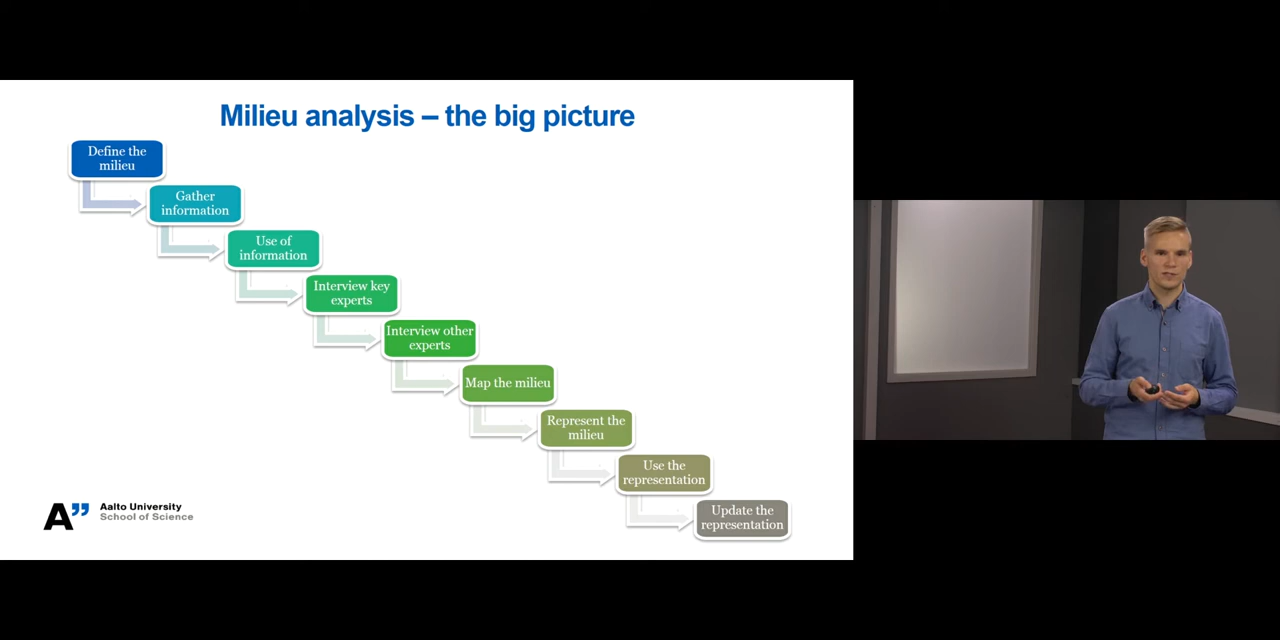 Milieu analysis – the big picture
Define the
milieu
Gather
information
Use of
information
Interview key
experts
Interview other
experts
Map the milieu
Represent the
milieu
Use the
representation
Update the
representation
A”
Aalto University
School of Science